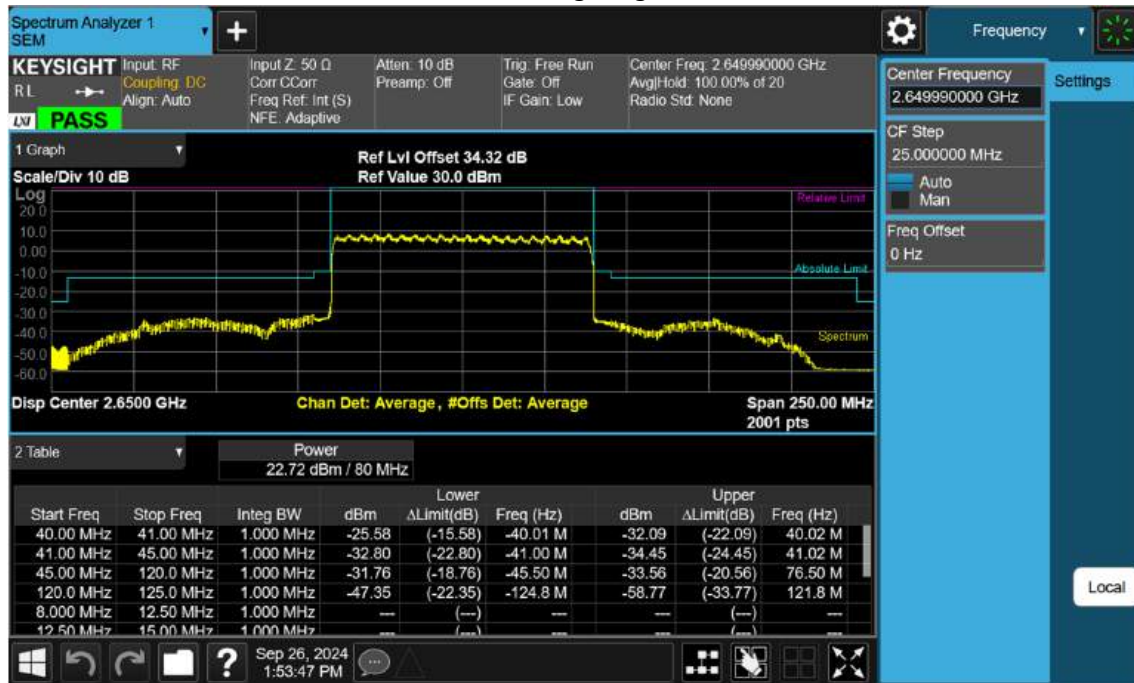 Spectrum Analyzer 1
SEM
Frequency
KEYSIGHT
R L
LXI
PASS
Input: RF
Coupling: DC
Align: Auto
Input Z: 50 Ω
Corr CCorr
Freq Ref: Int (S)
NFE: Adaptive
Atten: 10 dB
Preamp: Off
Trig: Free Run
Gate: Off
IF Gain: Low
Center Freq: 2.649990000 GHz
Avg|Hold: 100.00% of 20
Radio Std: None
Center Frequency
2.649990000 GHz
Settings
CF Step
25.000000 MHz
Auto
Man
Freq Offset
0 Hz
Local
1 Graph
Scale/Div 10 dB
Ref Lvl Offset 34.32 dB
Ref Value 30.0 dBm
Log
20.0
10.0
0.00
-10.0
-20.0
-30.0
-40.0
-50.0
-60.0
Relative Limit
Absolute Limit
Spectrum
Disp Center 2.6500 GHz
Chan Det: Average, #Offs Det: Average
Span 250.00 MHz
2001 pts
2 Table
Power
22.72 dBm / 80 MHz
Lower Upper
Start Freq Stop Freq Integ BW dBm ΔLimit(dB) Freq (Hz) dBm ΔLimit(dB) Freq (Hz)
40.00 MHz 41.00 MHz 1.000 MHz -25.58 (-15.58) -40.01 M -32.09 (-22.09) 40.02 M
41.00 MHz 45.00 MHz 1.000 MHz -32.80 (-22.80) -41.00 M -34.45 (-24.45) 41.02 M
45.00 MHz 120.0 MHz 1.000 MHz -31.76 (-18.76) -45.50 M -33.56 (-20.56) 76.50 M
120.0 MHz 125.0 MHz 1.000 MHz -47.35 (-22.35) -124.8 M -58.77 (-33.77) 121.8 M
8.000 MHz 12.50 MHz 1.000 MHz --- (---) --- --- (---) ---
12.50 MHz 15.00 MHz 1.000 MHz --- (---) --- --- (---) ---
Sep 26, 2024
1:53:47 PM